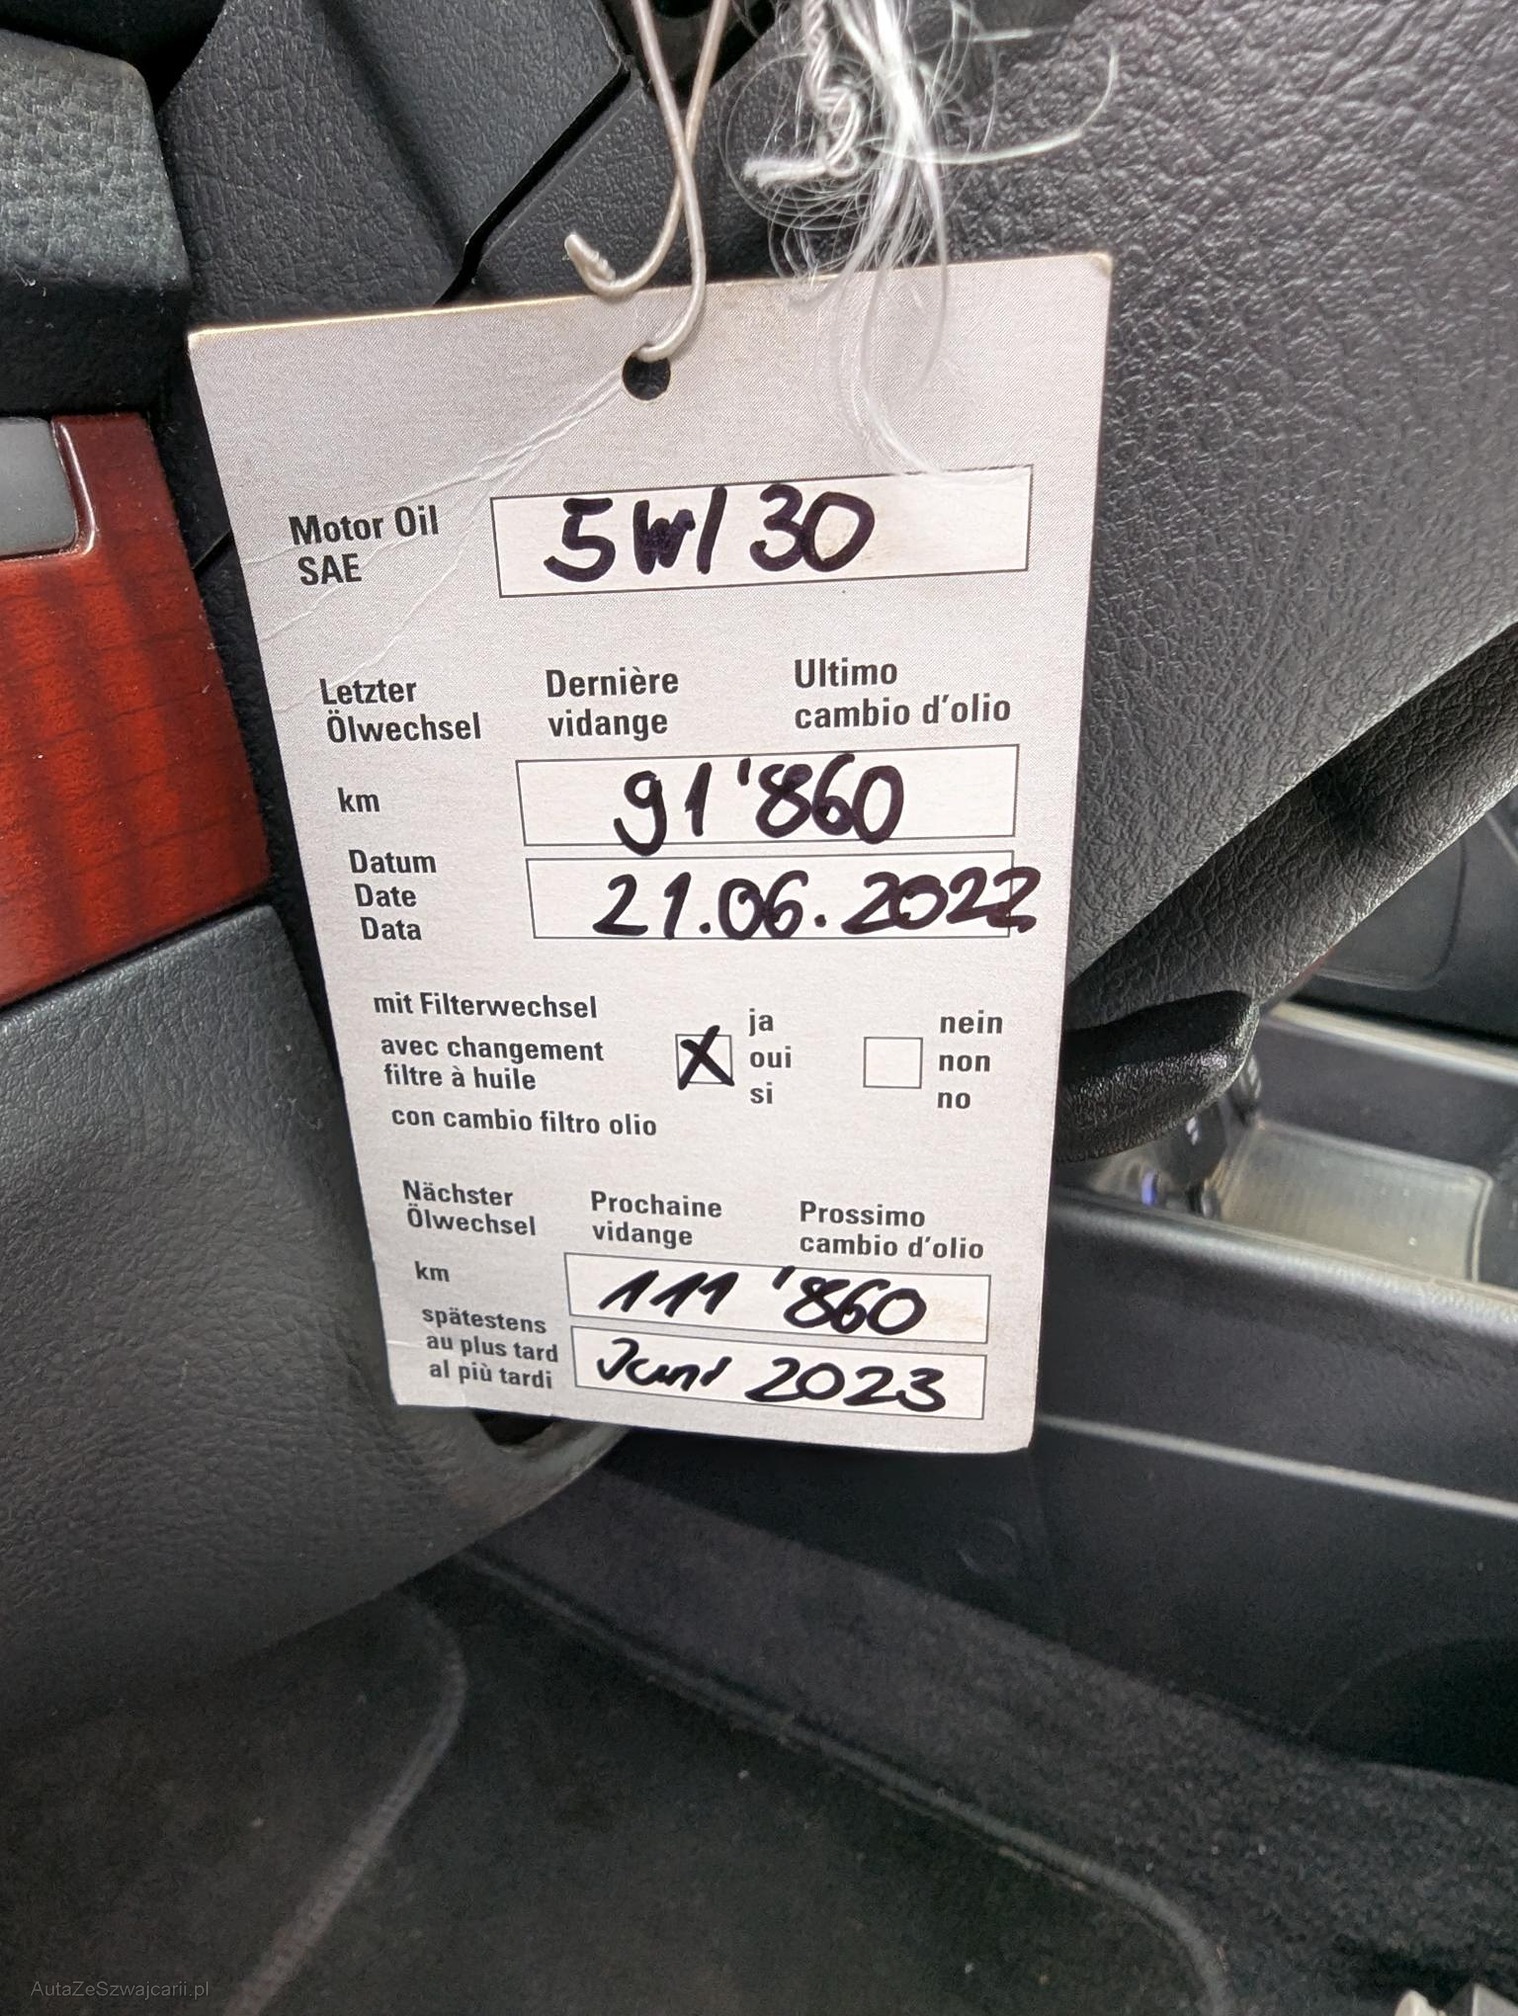 Motor Oil
SAE
5W/30
Letzter Ölwechsel
Dernière vidange
Ultimo cambio d'olio
km
91'860
Datum
Date
Data
21.06.2022
mit Filterwechsel
avec changement
filtre à huile
con cambio filtro olio
X
ja
oui
si
nein
non
no
Nächster Ölwechsel
Prochaine vidange
Prossimo cambio d'olio
km
111'860
spätestens
au plus tard
al più tardi
Juni 2023
AutaZeSzwajcarii.pl